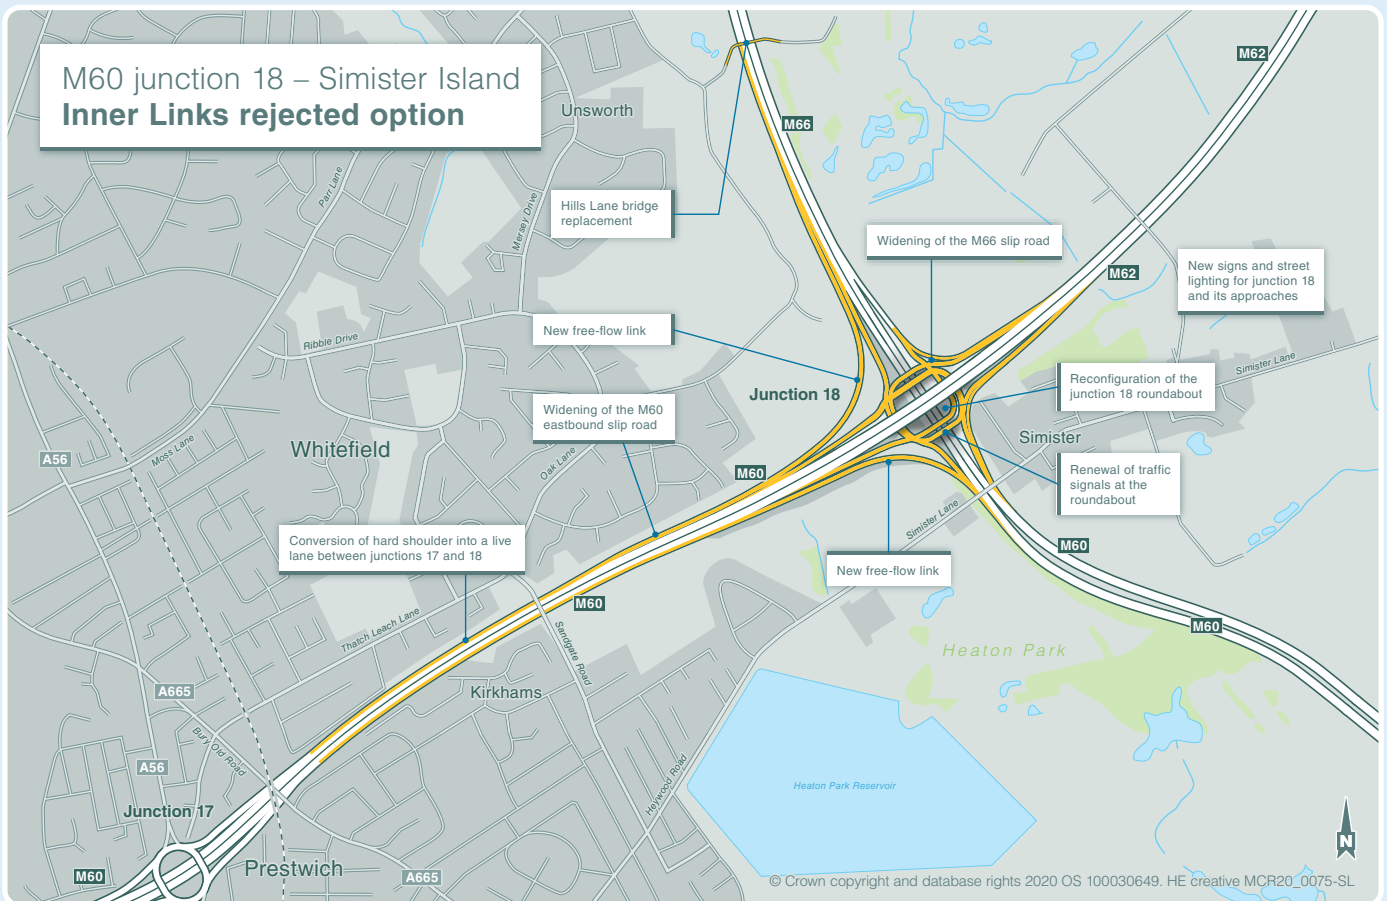 M60 junction 18 – Simister Island
Inner Links rejected option
Unsworth
M66
M62
Parr Lane
Mersey Drive
Hills Lane bridge
replacement
Widening of the M66 slip road
M62
New signs and street
lighting for junction 18
and its approaches
New free-flow link
Ribble Drive
Simister Lane
Junction 18
Reconfiguration of the
junction 18 roundabout
Widening of the M60
eastbound slip road
Simister
Whitefield
Moss Lane
A56
Oak Lane
M60
Renewal of traffic
signals at the
roundabout
Simister Lane
Conversion of hard shoulder into a live
lane between junctions 17 and 18
M60
New free-flow link
M60
Thatch Leach Lane
Sandgate Road
M60
Heaton Park
A665
Kirkhams
Bury Old Road
A56
Heywood Road
Heaton Park Reservoir
Junction 17
N
Prestwich
M60
A665
© Crown copyright and database rights 2020 OS 100030649. HE creative MCR20_0075-SL